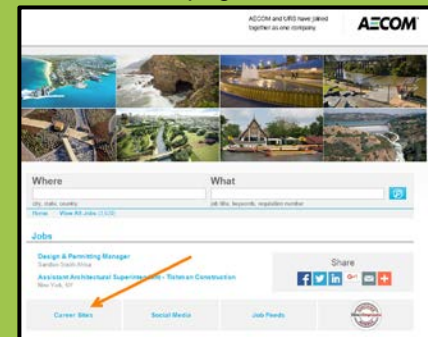 AECOM and URS have joined
together as one company
AECOM
Where
What
city, state, country
job title, keywords, requisition number
Home View All Jobs
Jobs
Share
Design & Permitting Manager
Sandton South Africa
Assistant Architectural Superintendent - Tishman Construction
New York, NY
Career Sites
Social Media
Job Feeds